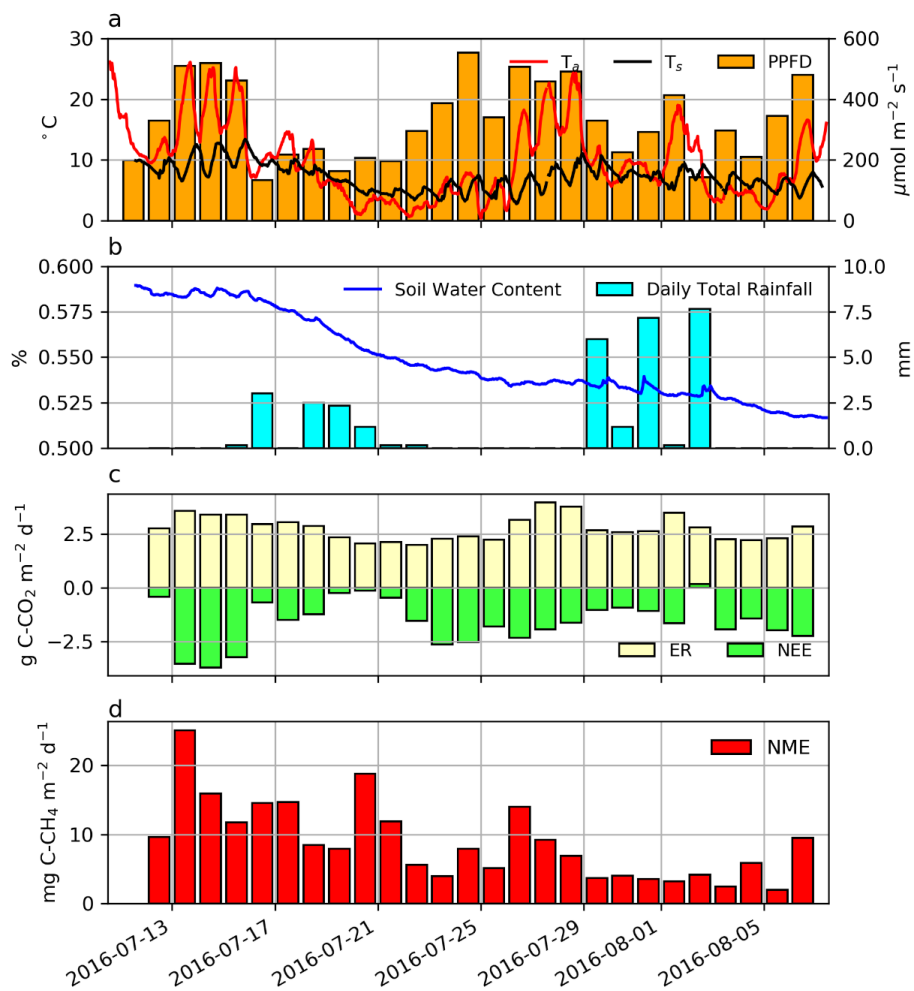 a
30
20
10
0
°C
T_a
T_s
PPFD
600
400
200
0
μmol m⁻² s⁻¹
b
0.600
0.575
0.550
0.525
0.500
%
Soil Water Content
Daily Total Rainfall
10.0
7.5
5.0
2.5
0.0
mm
c
2.5
0.0
−2.5
g C-CO₂ m⁻² d⁻¹
ER
NEE
d
20
10
0
mg C-CH₄ m⁻² d⁻¹
NME
2016-07-13
2016-07-17
2016-07-21
2016-07-25
2016-07-29
2016-08-01
2016-08-05